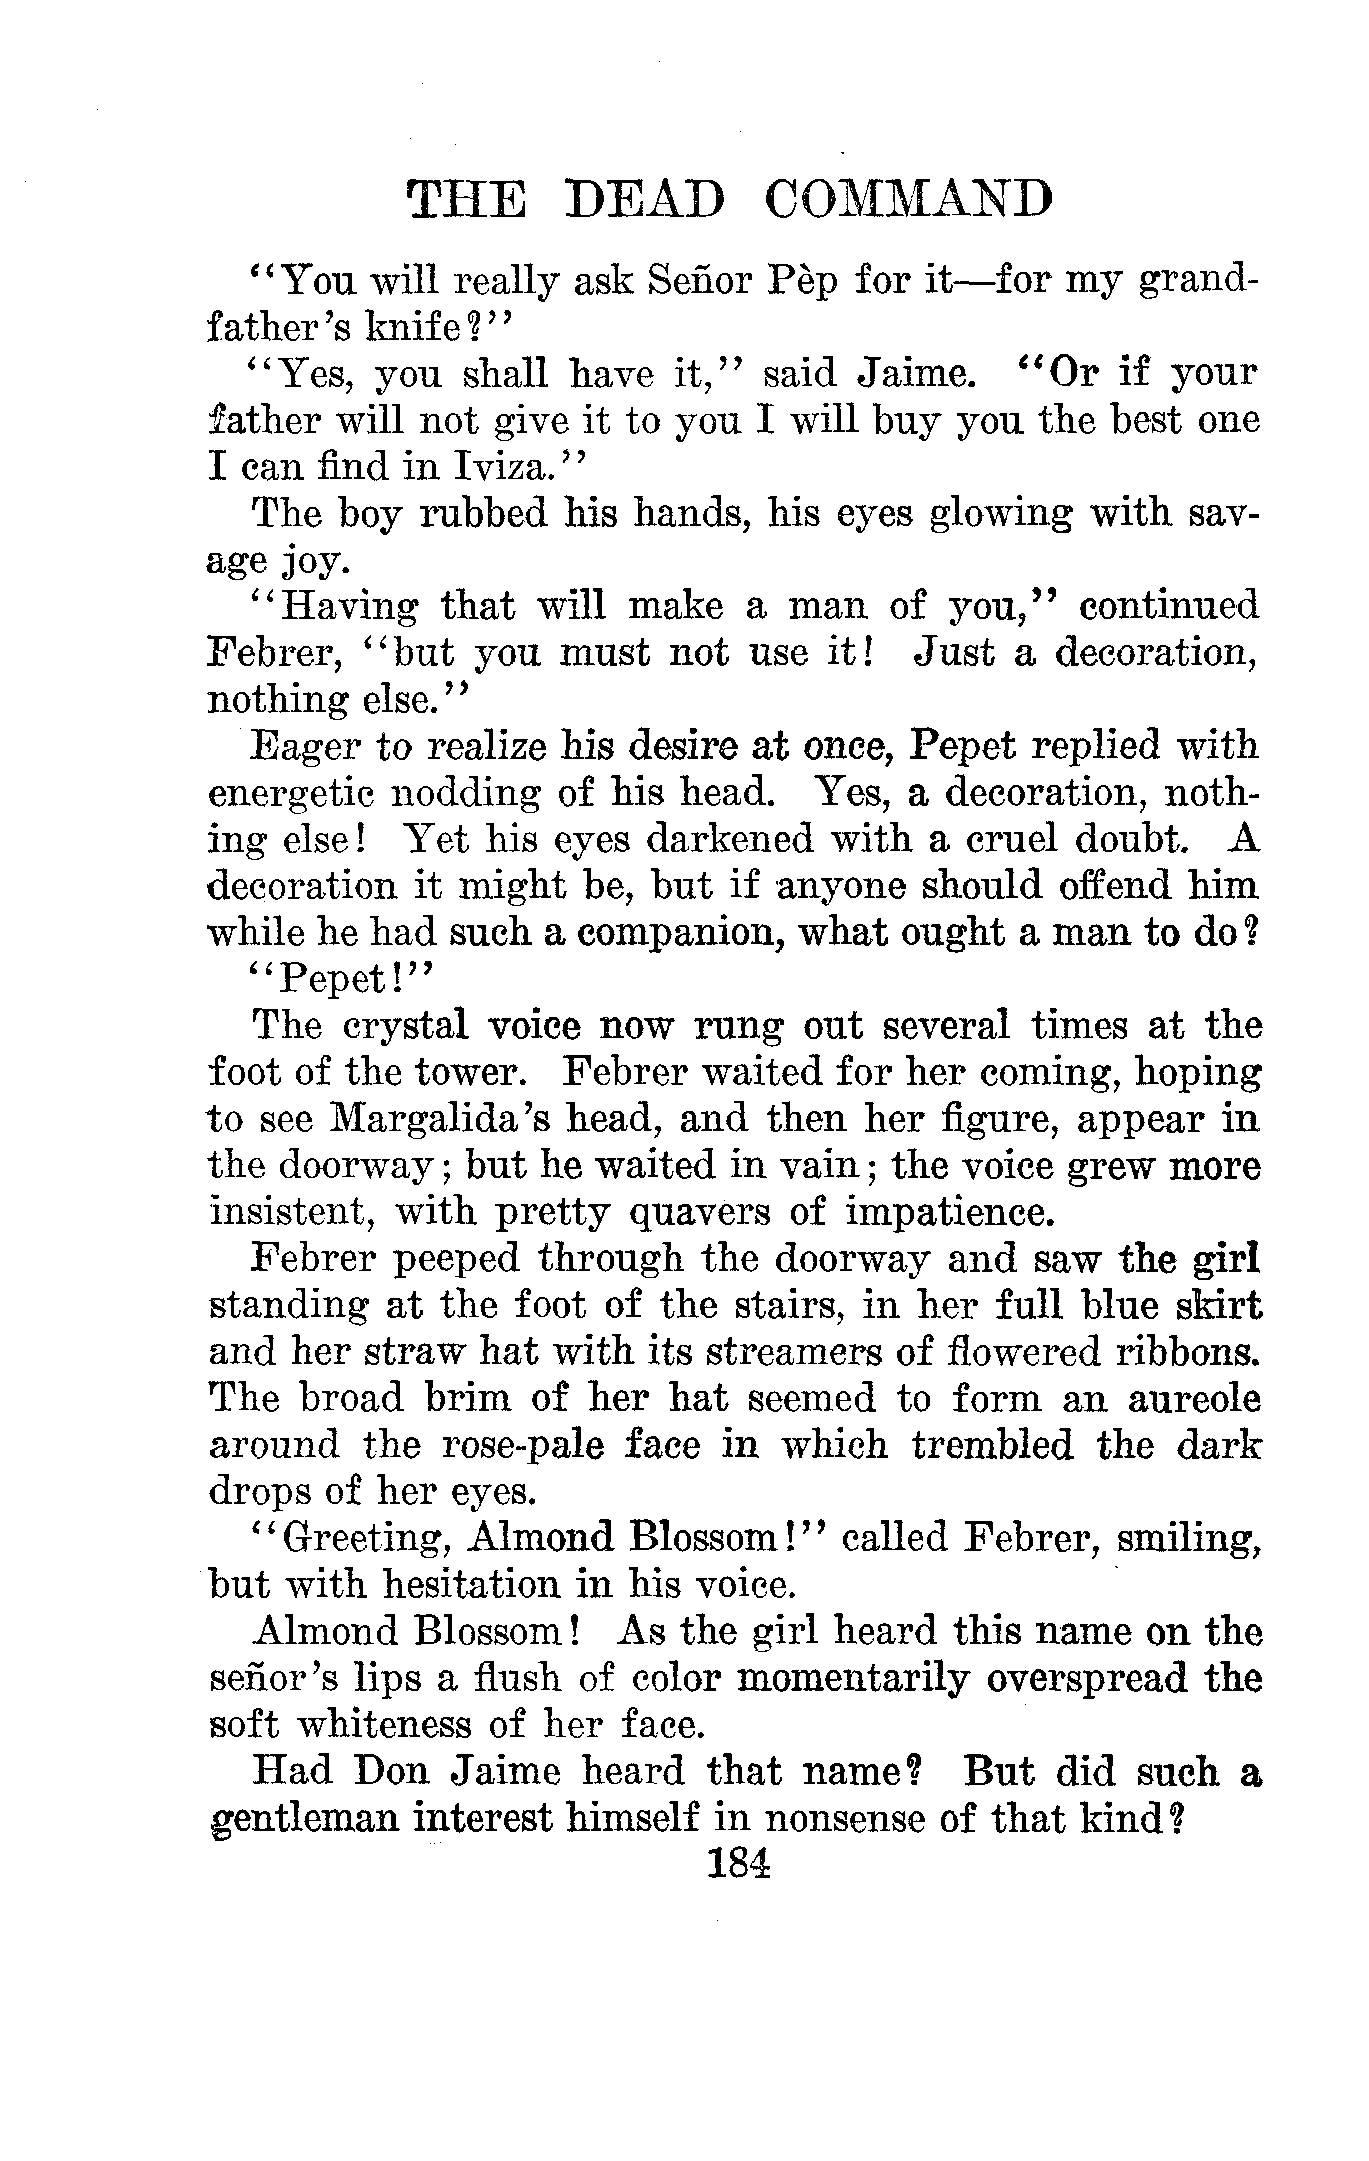 THE DEAD COMMAND
"You will really ask Señor Pèp for it—for my grand-
father's knife?"
"Yes, you shall have it," said Jaime. "Or if your
father will not give it to you I will buy you the best one
I can find in Iviza."
The boy rubbed his hands, his eyes glowing with sav-
age joy.
"Having that will make a man of you," continued
Febrer, "but you must not use it! Just a decoration,
nothing else."
Eager to realize his desire at once, Pepet replied with
energetic nodding of his head. Yes, a decoration, noth-
ing else! Yet his eyes darkened with a cruel doubt. A
decoration it might be, but if anyone should offend him
while he had such a companion, what ought a man to do?
"Pepet!"
The crystal voice now rung out several times at the
foot of the tower. Febrer waited for her coming, hoping
to see Margalida's head, and then her figure, appear in
the doorway; but he waited in vain; the voice grew more
insistent, with pretty quavers of impatience.
Febrer peeped through the doorway and saw the girl
standing at the foot of the stairs, in her full blue skirt
and her straw hat with its streamers of flowered ribbons.
The broad brim of her hat seemed to form an aureole
around the rose-pale face in which trembled the dark
drops of her eyes.
"Greeting, Almond Blossom!" called Febrer, smiling,
but with hesitation in his voice.
Almond Blossom! As the girl heard this name on the
señor's lips a flush of color momentarily overspread the
soft whiteness of her face.
Had Don Jaime heard that name? But did such a
gentleman interest himself in nonsense of that kind?
184